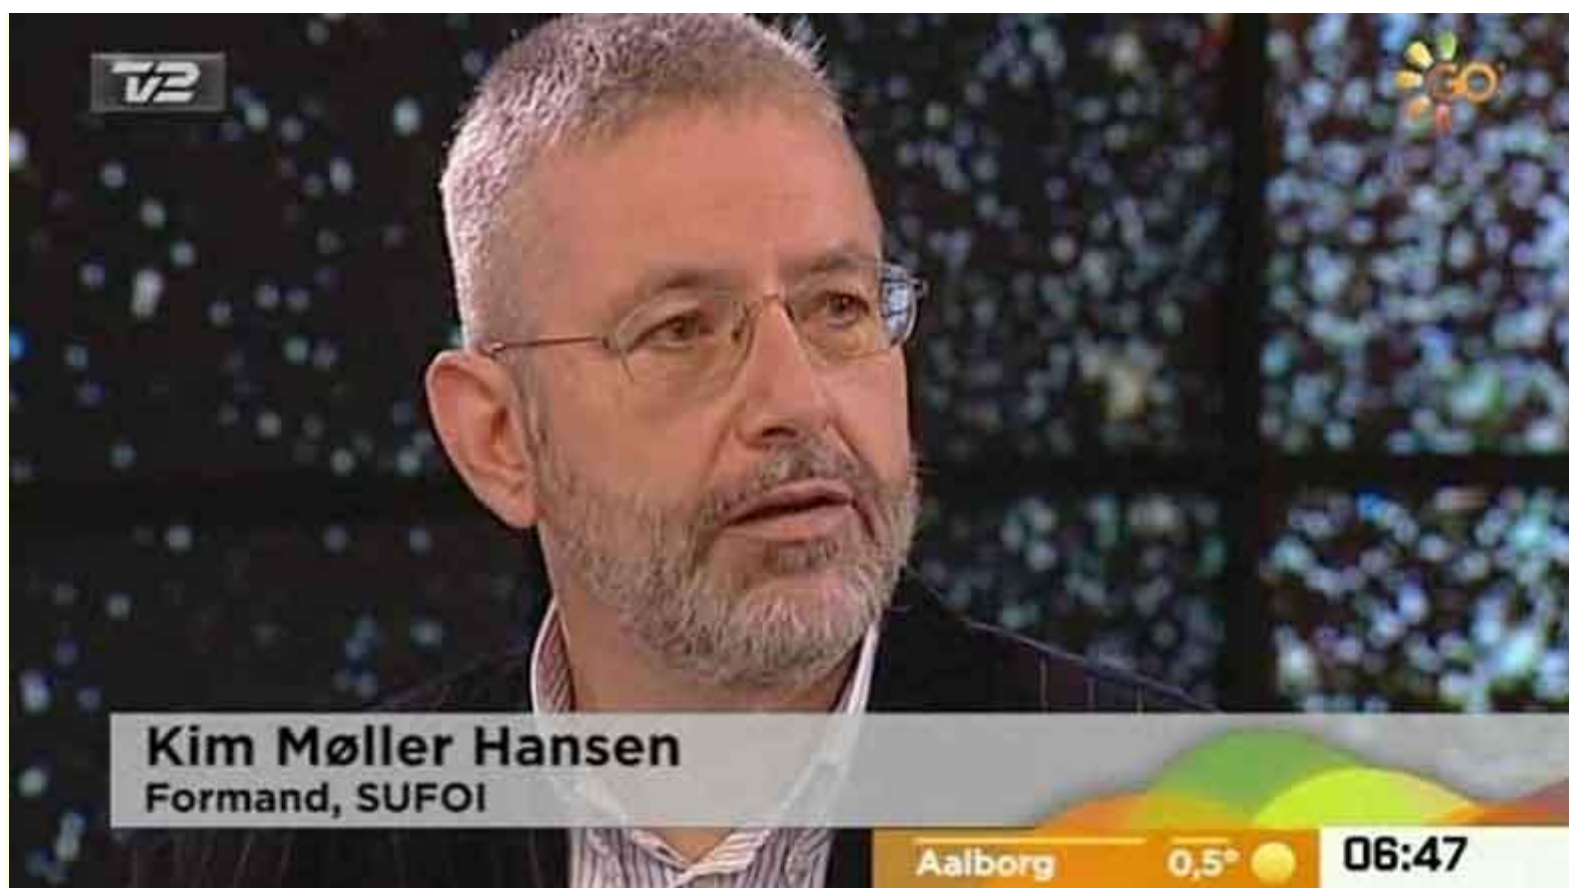 TV2
GO
Kim Møller Hansen
Formand, SUFOI
Aalborg 0,5° 06:47